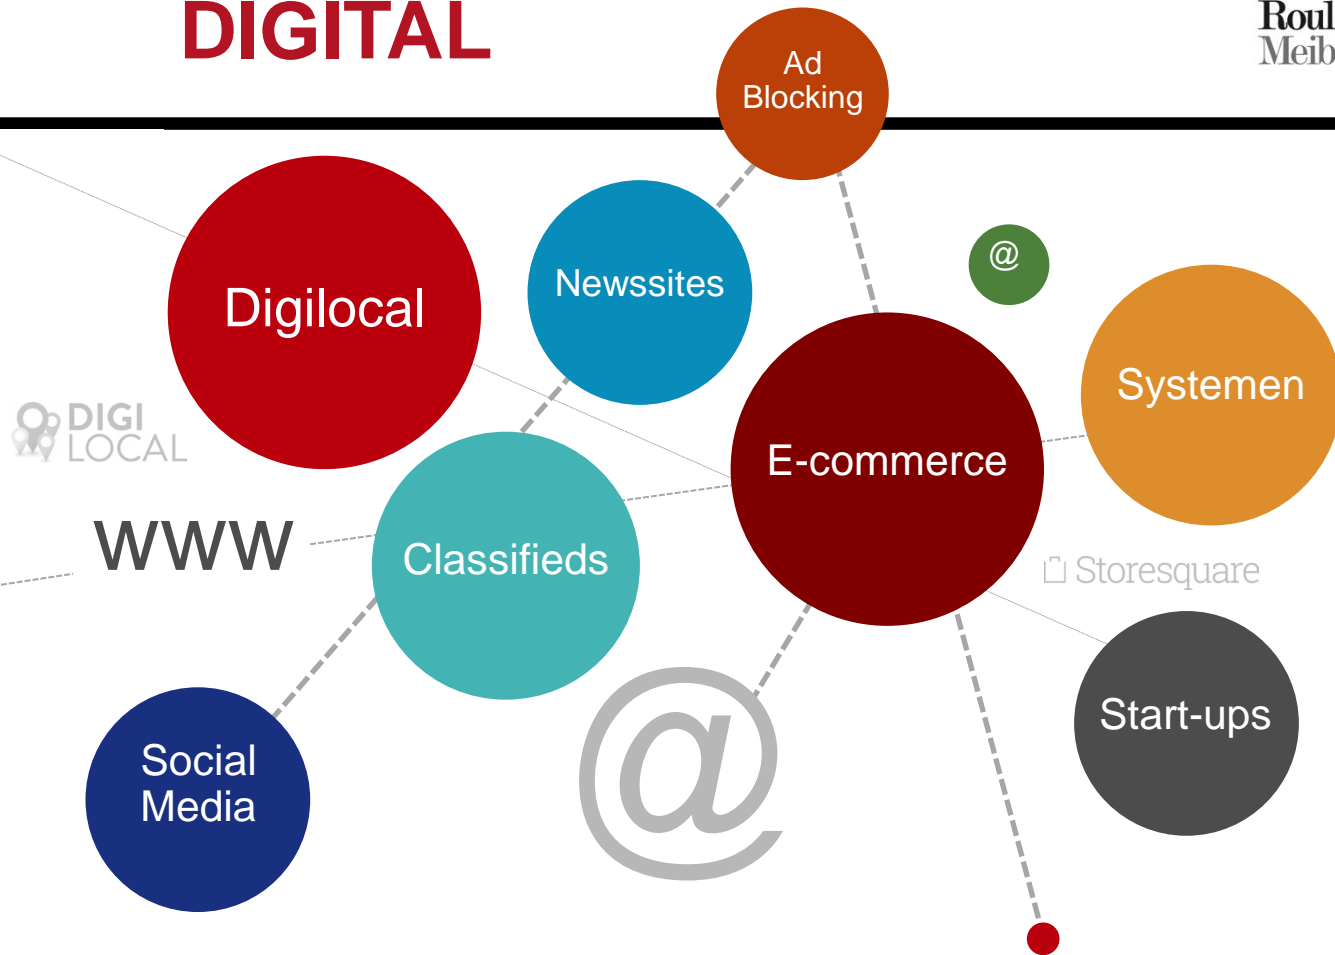 DIGITAL
Roul
Meib
Ad
Blocking
@
Newssites
Digilocal
Systemen
DIGI
LOCAL
E-commerce
www
Classifieds
Storesquare
@
Start-ups
Social
Media